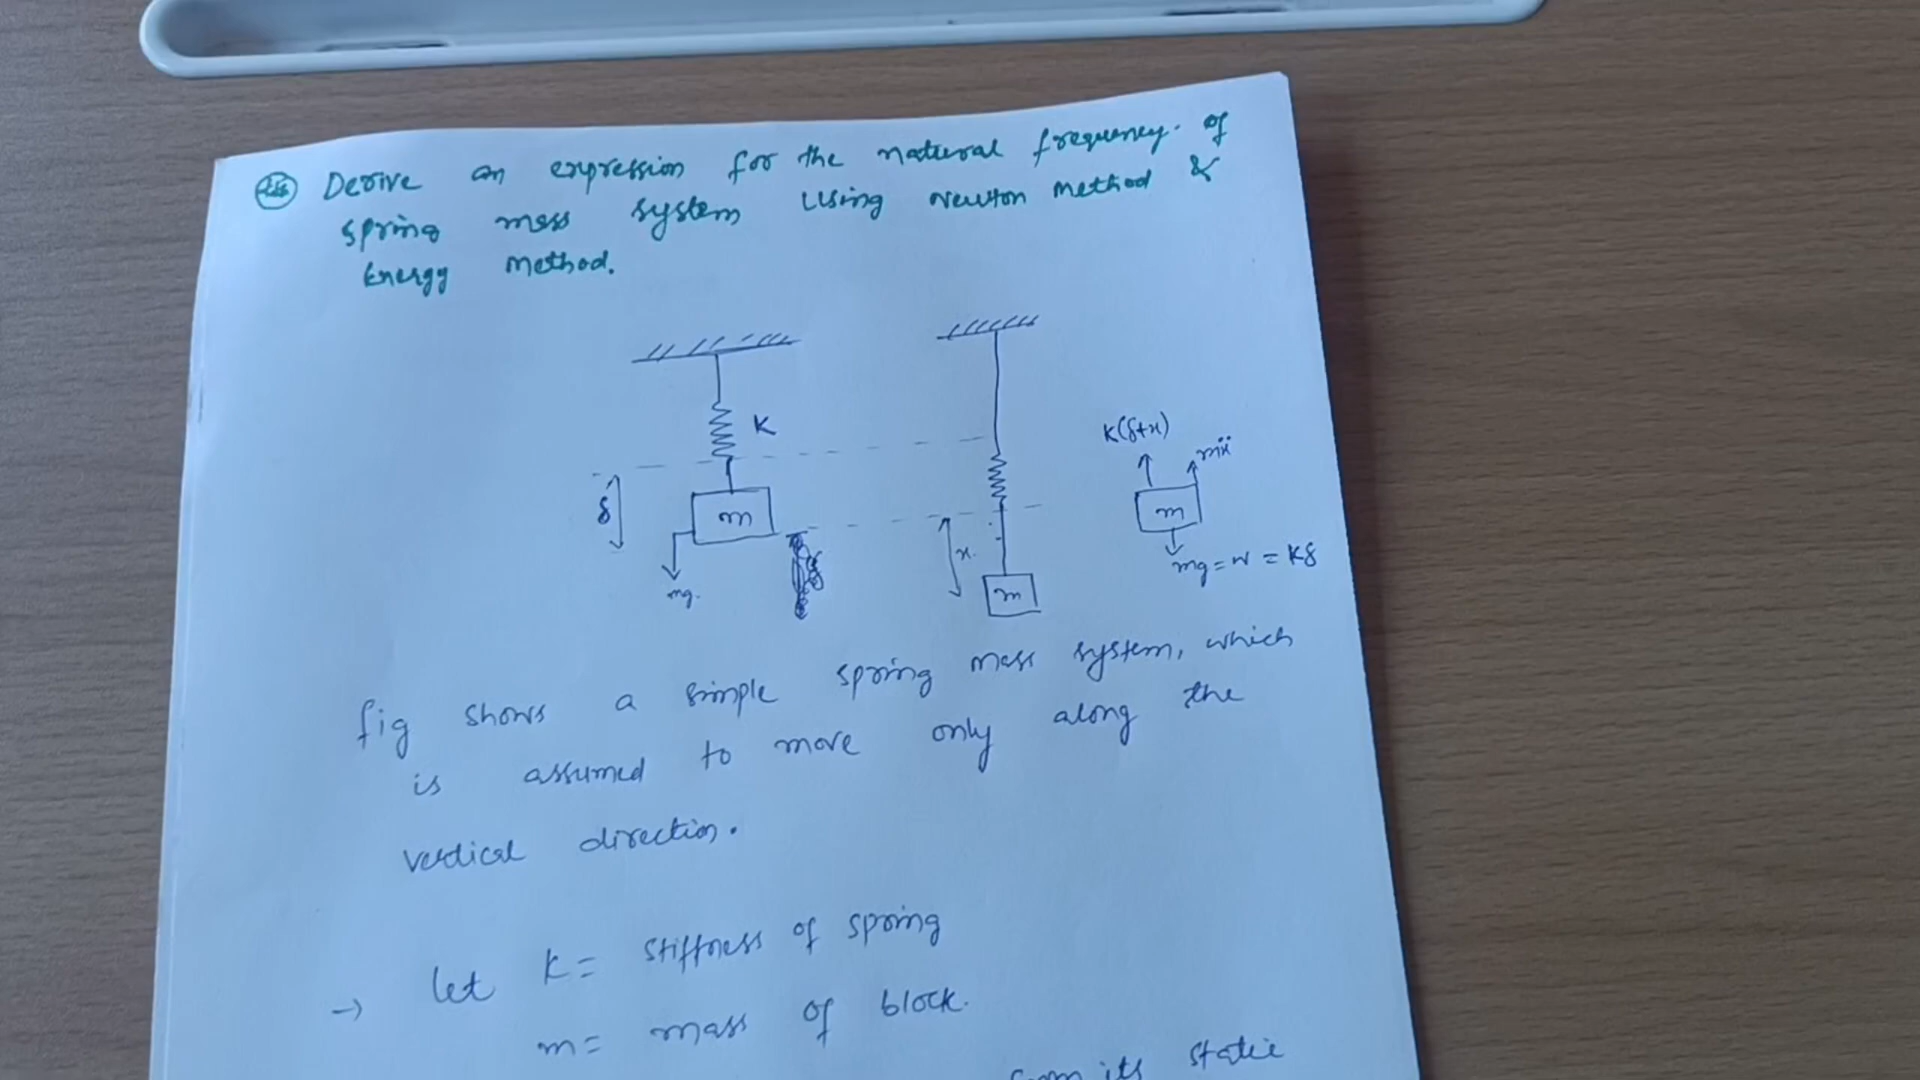 Derive an expression for the natural frequency. of
spring mass system using Newton method &
Energy method.
K
δ
m
mg.
x.
m
K(δ+x)
mẍ
m
mg = W = Kδ
fig shows a simple spring mass system, which
is assumed to move only along the
vertical direction.
→ let K = stiffness of spring
m = mass of block.
from its static